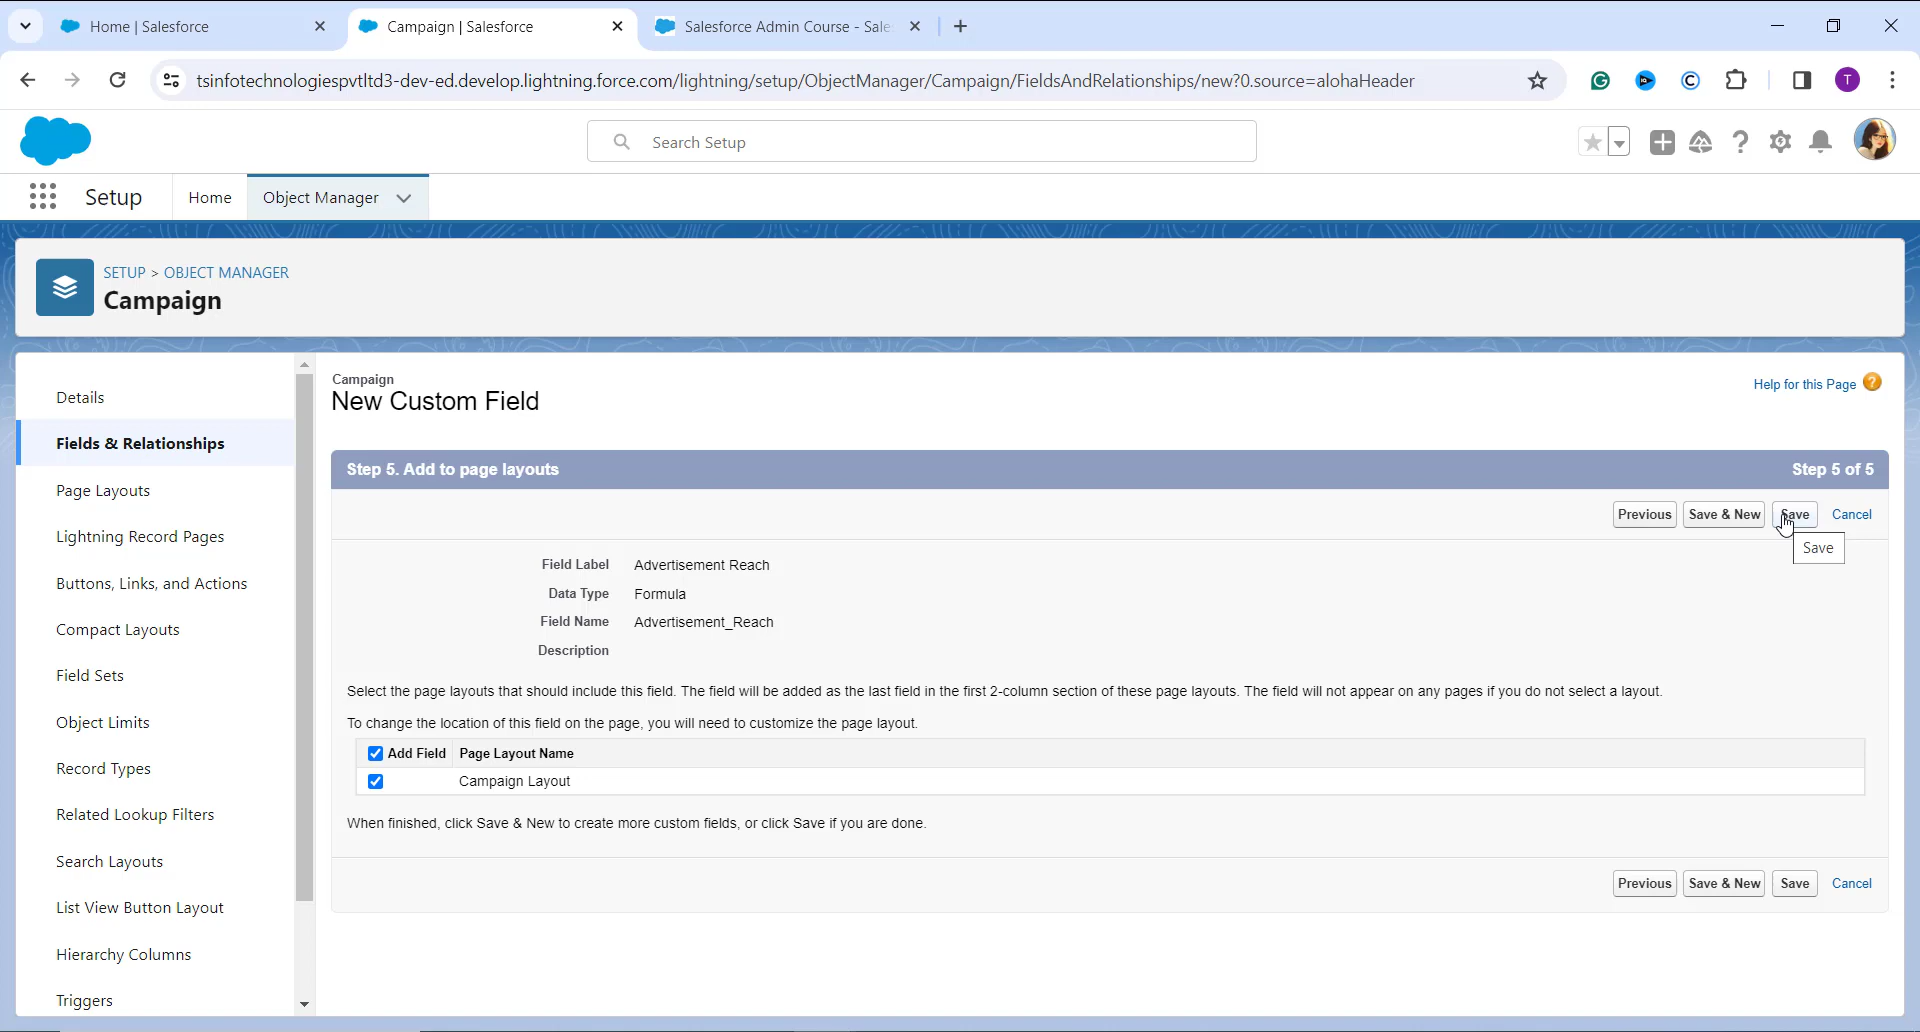 Home | Salesforce
Campaign | Salesforce
Salesforce Admin Course - Sale
tsinfotechnologiespvtltd3-dev-ed.develop.lightning.force.com/lightning/setup/ObjectManager/Campaign/FieldsAndRelationships/new?0.source=alohaHeader
T
Search Setup
Setup
Home
Object Manager
SETUP > OBJECT MANAGER
Campaign
Details
Fields & Relationships
Page Layouts
Lightning Record Pages
Buttons, Links, and Actions
Compact Layouts
Field Sets
Object Limits
Record Types
Related Lookup Filters
Search Layouts
List View Button Layout
Hierarchy Columns
Triggers
Campaign
New Custom Field
Help for this Page ?
Step 5. Add to page layouts
Step 5 of 5
Previous
Save & New
Save
Cancel
Save
Field Label Advertisement Reach
Data Type Formula
Field Name Advertisement_Reach
Description
Select the page layouts that should include this field. The field will be added as the last field in the first 2-column section of these page layouts. The field will not appear on any pages if you do not select a layout.
To change the location of this field on the page, you will need to customize the page layout.
Add Field Page Layout Name
Campaign Layout
When finished, click Save & New to create more custom fields, or click Save if you are done.
Previous
Save & New
Save
Cancel